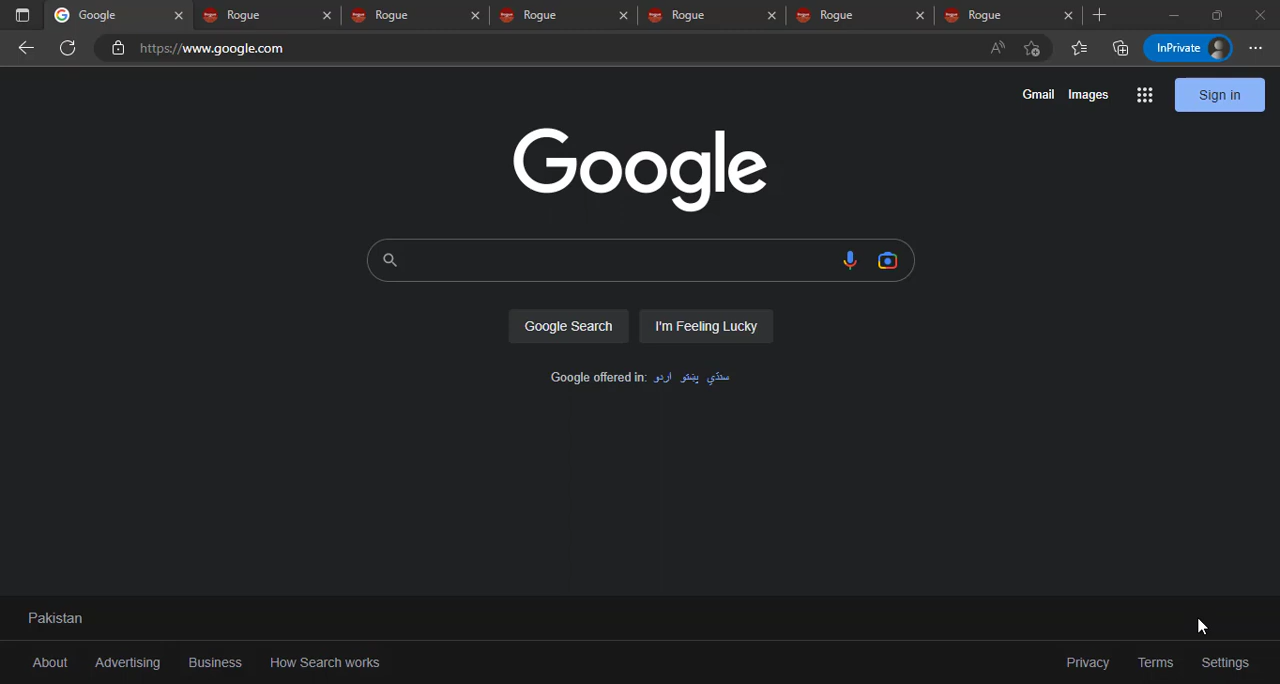 Google Rogue Rogue Rogue Rogue Rogue Rogue
https://www.google.com InPrivate
Gmail Images Sign in
Google
Google Search I'm Feeling Lucky
Google offered in: اردو پښتو سنڌي
Pakistan
About Advertising Business How Search works Privacy Terms Settings